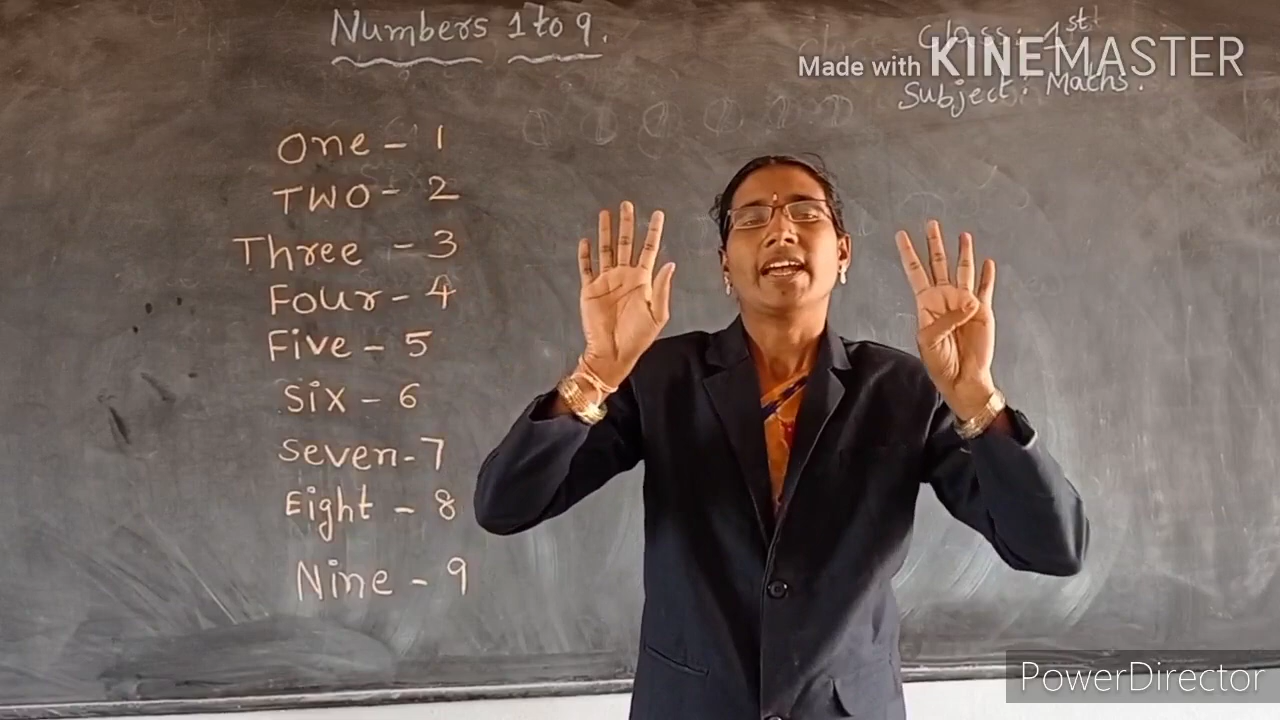 Numbers 1 to 9.
Class: 1st
Made with KINEMASTER
Subject: Maths.
One - 1
TWO - 2
Three - 3
Four - 4
Five - 5
Six - 6
Seven - 7
Eight - 8
Nine - 9
PowerDirector